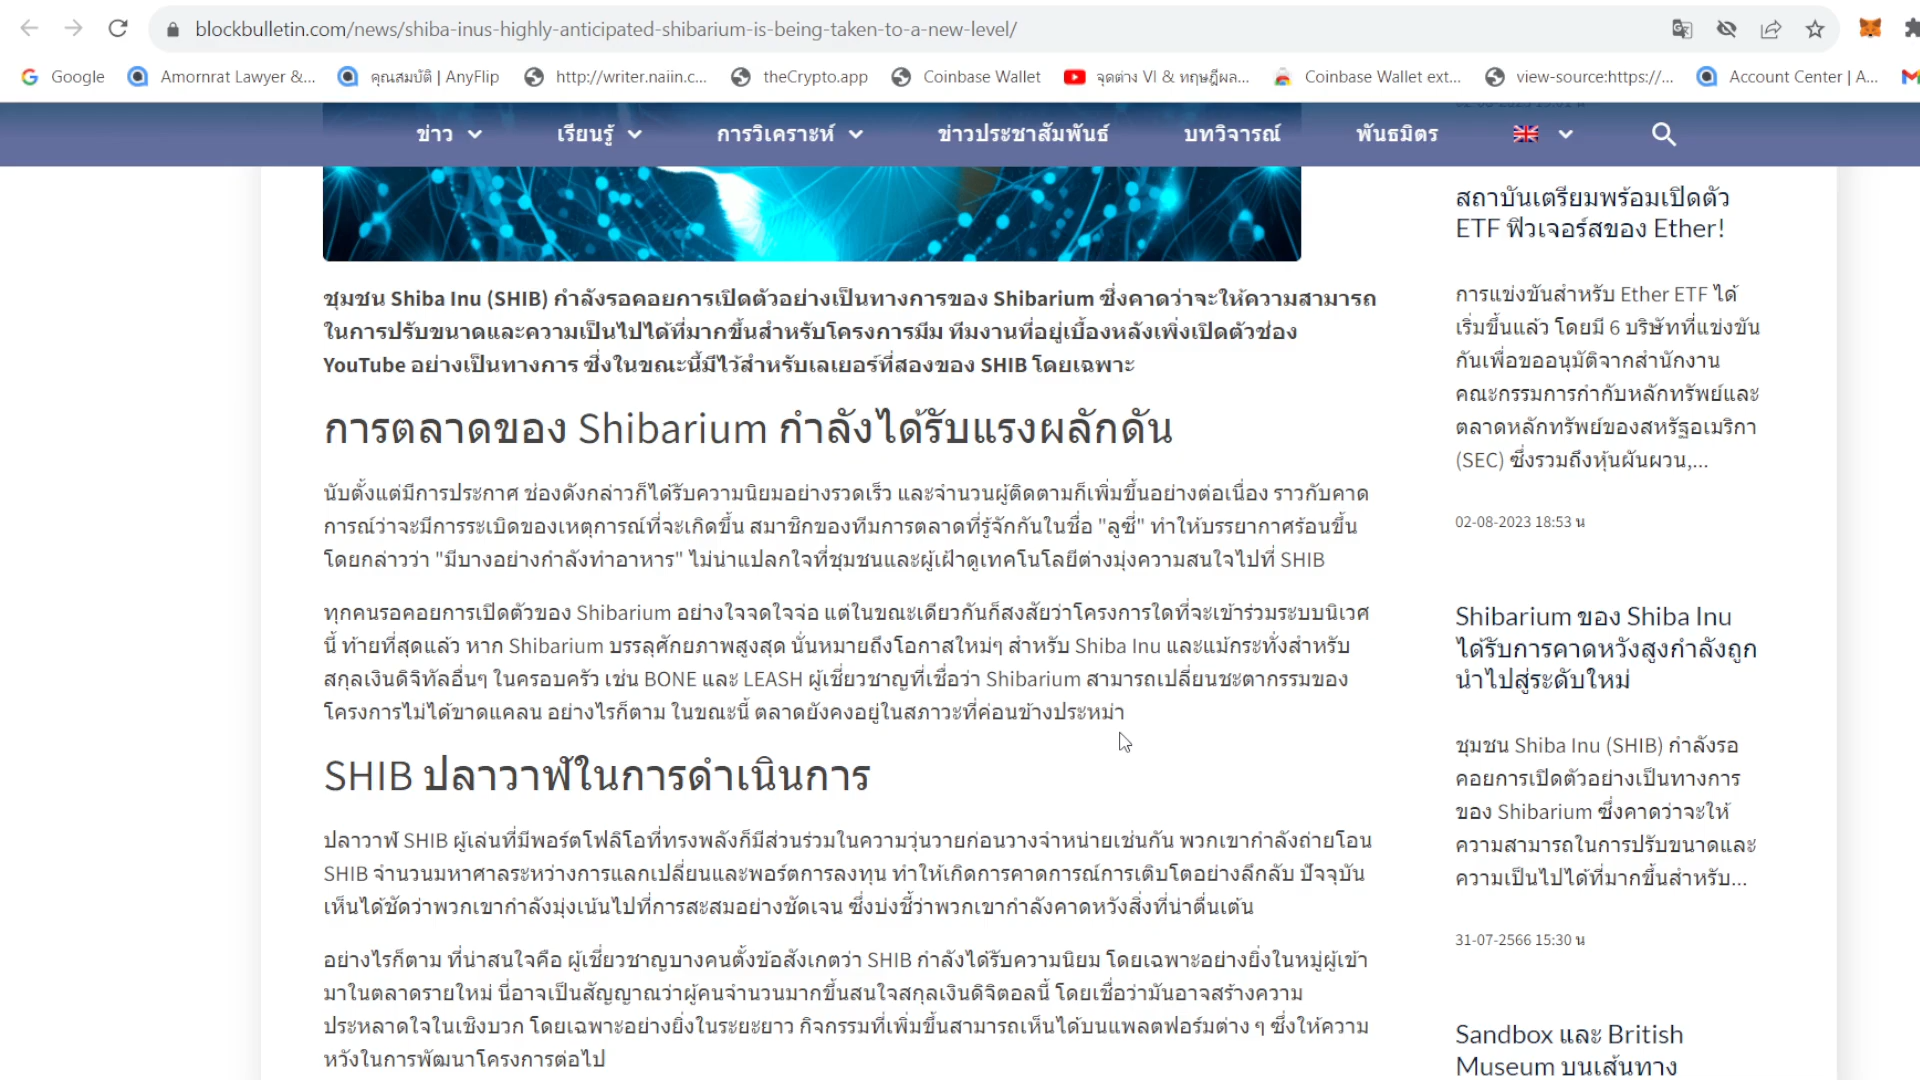 blockbulletin.com/news/shiba-inus-highly-anticipated-shibarium-is-being-taken-to-a-new-level/
Google Amornrat Lawyer &... คุณสมบัติ | AnyFlip http://writer.naiin.c... theCrypto.app Coinbase Wallet จุดต่าง VI & ทฤษฎีผล... Coinbase Wallet ext... view-source:https://... Account Center | A...
ข่าว เรียนรู้ การวิเคราะห์ ข่าวประชาสัมพันธ์ บทวิจารณ์ พันธมิตร
ชุมชน Shiba Inu (SHIB) กำลังรอคอยการเปิดตัวอย่างเป็นทางการของ Shibarium ซึ่งคาดว่าจะให้ความสามารถ
ในการปรับขนาดและความเป็นไปได้ที่มากขึ้นสำหรับโครงการมีม ทีมงานที่อยู่เบื้องหลังเพิ่งเปิดตัวช่อง
YouTube อย่างเป็นทางการ ซึ่งในขณะนี้มีไว้สำหรับเลเยอร์ที่สองของ SHIB โดยเฉพาะ
การตลาดของ Shibarium กำลังได้รับแรงผลักดัน
นับตั้งแต่มีการประกาศ ช่องดังกล่าวก็ได้รับความนิยมอย่างรวดเร็ว และจำนวนผู้ติดตามก็เพิ่มขึ้นอย่างต่อเนื่อง ราวกับคาด
การณ์ว่าจะมีการระเบิดของเหตุการณ์ที่จะเกิดขึ้น สมาชิกของทีมการตลาดที่รู้จักกันในชื่อ "ลูซี่" ทำให้บรรยากาศร้อนขึ้น
โดยกล่าวว่า "มีบางอย่างกำลังทำอาหาร" ไม่น่าแปลกใจที่ชุมชนและผู้เฝ้าดูเทคโนโลยีต่างมุ่งความสนใจไปที่ SHIB
ทุกคนรอคอยการเปิดตัวของ Shibarium อย่างใจจดใจจ่อ แต่ในขณะเดียวกันก็สงสัยว่าโครงการใดที่จะเข้าร่วมระบบนิเวศ
นี้ ท้ายที่สุดแล้ว หาก Shibarium บรรลุศักยภาพสูงสุด นั่นหมายถึงโอกาสใหม่ๆ สำหรับ Shiba Inu และแม้กระทั่งสำหรับ
สกุลเงินดิจิทัลอื่นๆ ในครอบครัว เช่น BONE และ LEASH ผู้เชี่ยวชาญที่เชื่อว่า Shibarium สามารถเปลี่ยนชะตากรรมของ
โครงการไม่ได้ขาดแคลน อย่างไรก็ตาม ในขณะนี้ ตลาดยังคงอยู่ในสภาวะที่ค่อนข้างประหม่า
SHIB ปลาวาฬในการดำเนินการ
ปลาวาฬ SHIB ผู้เล่นที่มีพอร์ตโฟลิโอที่ทรงพลังก็มีส่วนร่วมในความวุ่นวายก่อนวางจำหน่ายเช่นกัน พวกเขากำลังถ่ายโอน
SHIB จำนวนมหาศาลระหว่างการแลกเปลี่ยนและพอร์ตการลงทุน ทำให้เกิดการคาดการณ์การเติบโตอย่างลึกลับ ปัจจุบัน
เห็นได้ชัดว่าพวกเขากำลังมุ่งเน้นไปที่การสะสมอย่างชัดเจน ซึ่งบ่งชี้ว่าพวกเขากำลังคาดหวังสิ่งที่น่าตื่นเต้น
อย่างไรก็ตาม ที่น่าสนใจคือ ผู้เชี่ยวชาญบางคนตั้งข้อสังเกตว่า SHIB กำลังได้รับความนิยม โดยเฉพาะอย่างยิ่งในหมู่ผู้เข้า
มาในตลาดรายใหม่ นี่อาจเป็นสัญญาณว่าผู้คนจำนวนมากขึ้นสนใจสกุลเงินดิจิตอลนี้ โดยเชื่อว่ามันอาจสร้างความ
ประหลาดใจในเชิงบวก โดยเฉพาะอย่างยิ่งในระยะยาว กิจกรรมที่เพิ่มขึ้นสามารถเห็นได้บนแพลตฟอร์มต่าง ๆ ซึ่งให้ความ
หวังในการพัฒนาโครงการต่อไป
สถาบันเตรียมพร้อมเปิดตัว
ETF ฟิวเจอร์สของ Ether!
การแข่งขันสำหรับ Ether ETF ได้
เริ่มขึ้นแล้ว โดยมี 6 บริษัทที่แข่งขัน
กันเพื่อขออนุมัติจากสำนักงาน
คณะกรรมการกำกับหลักทรัพย์และ
ตลาดหลักทรัพย์ของสหรัฐอเมริกา
(SEC) ซึ่งรวมถึงหุ้นผันผวน,...
02-08-2023 18:53 น
Shibarium ของ Shiba Inu
ได้รับการคาดหวังสูงกำลังถูก
นำไปสู่ระดับใหม่
ชุมชน Shiba Inu (SHIB) กำลังรอ
คอยการเปิดตัวอย่างเป็นทางการ
ของ Shibarium ซึ่งคาดว่าจะให้
ความสามารถในการปรับขนาดและ
ความเป็นไปได้ที่มากขึ้นสำหรับ...
31-07-2566 15:30 น
Sandbox และ British
Museum บนเส้นทาง